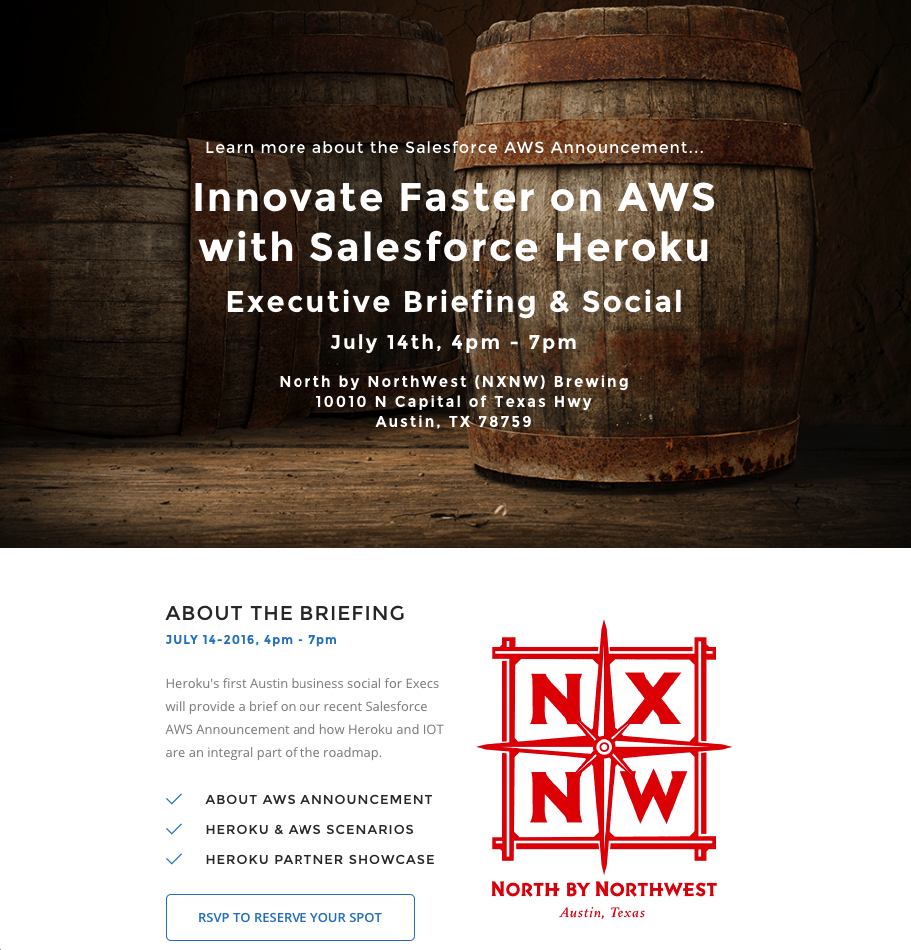 Learn more about the Salesforce AWS Announcement...
Innovate Faster on AWS
with Salesforce Heroku
Executive Briefing & Social
July 14th, 4pm - 7pm
North by NorthWest (NXNW) Brewing
10010 N Capital of Texas Hwy
Austin, TX 78759
ABOUT THE BRIEFING
JULY 14-2016, 4pm - 7pm
Heroku's first Austin business social for Execs
will provide a brief on our recent Salesforce
AWS Announcement and how Heroku and IOT
are an integral part of the roadmap.
ABOUT AWS ANNOUNCEMENT
HEROKU & AWS SCENARIOS
HEROKU PARTNER SHOWCASE
RSVP TO RESERVE YOUR SPOT
N X
N W
NORTH BY NORTHWEST
Austin, Texas